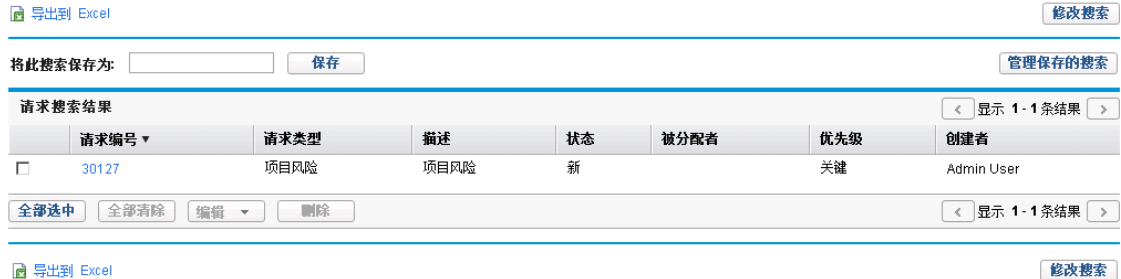 导出到 Excel 修改搜索
将此搜索保存为: 保存 管理保存的搜索
请求搜索结果 显示 1 - 1 条结果
请求编号 请求类型 描述 状态 被分配者 优先级 创建者
30127 项目风险 项目风险 新 关键 Admin User
全部选中 全部清除 编辑 删除 显示 1 - 1 条结果
导出到 Excel 修改搜索